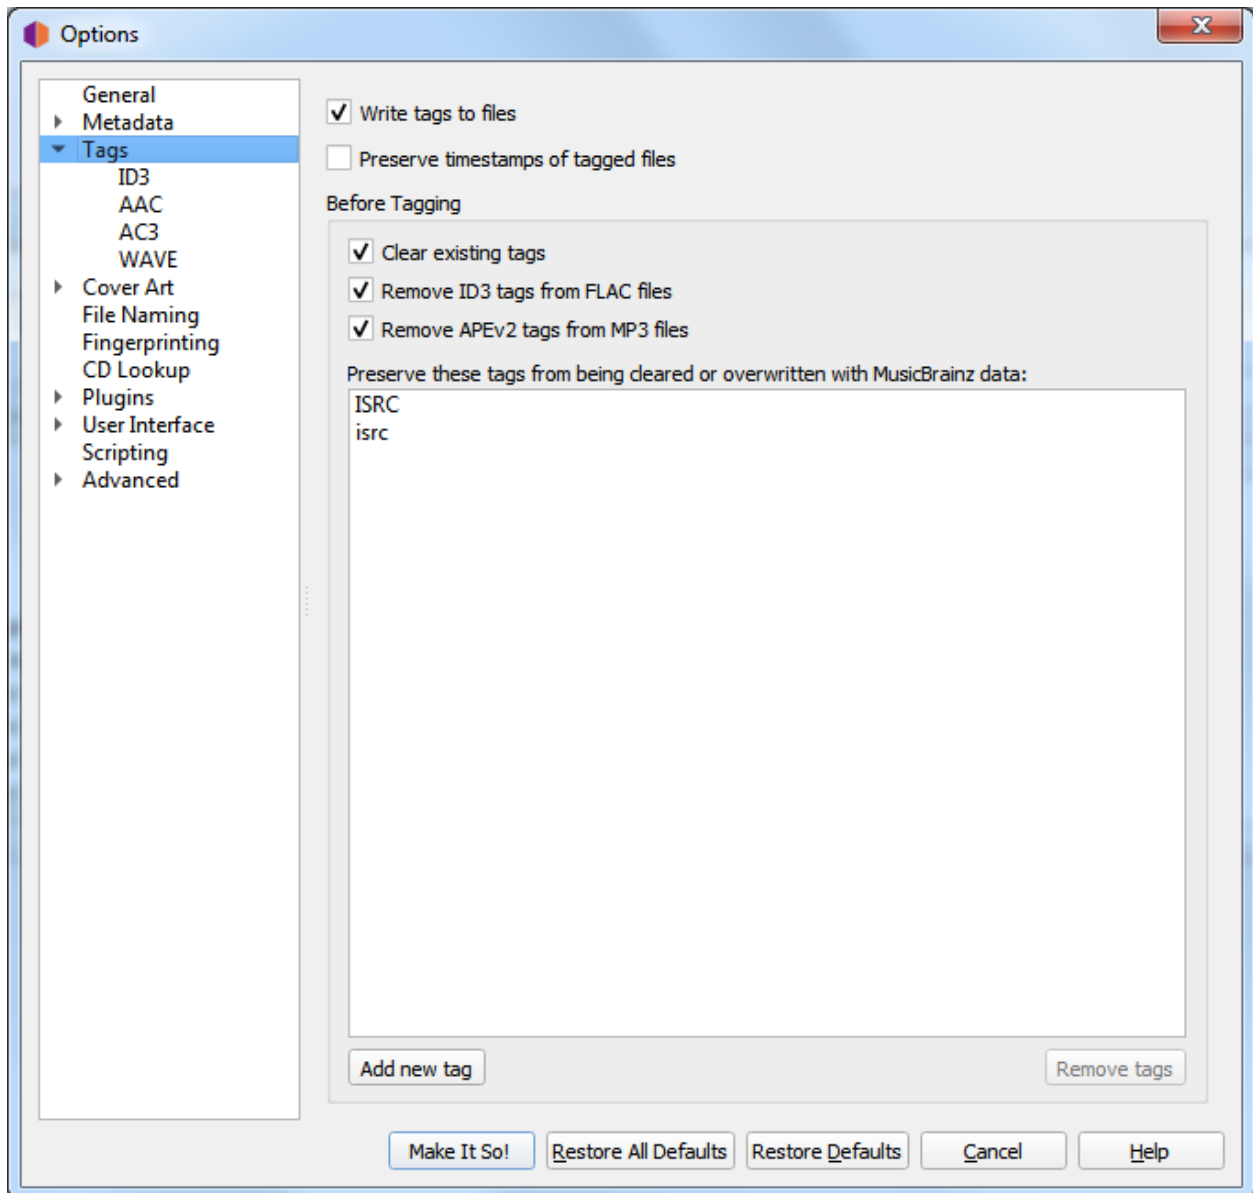 Options
General
Metadata
Tags
ID3
AAC
AC3
WAVE
Cover Art
File Naming
Fingerprinting
CD Lookup
Plugins
User Interface
Scripting
Advanced
Write tags to files
Preserve timestamps of tagged files
Before Tagging
Clear existing tags
Remove ID3 tags from FLAC files
Remove APEv2 tags from MP3 files
Preserve these tags from being cleared or overwritten with MusicBrainz data:
ISRC
isrc
Add new tag
Remove tags
Make It So!
Restore All Defaults
Restore Defaults
Cancel
Help